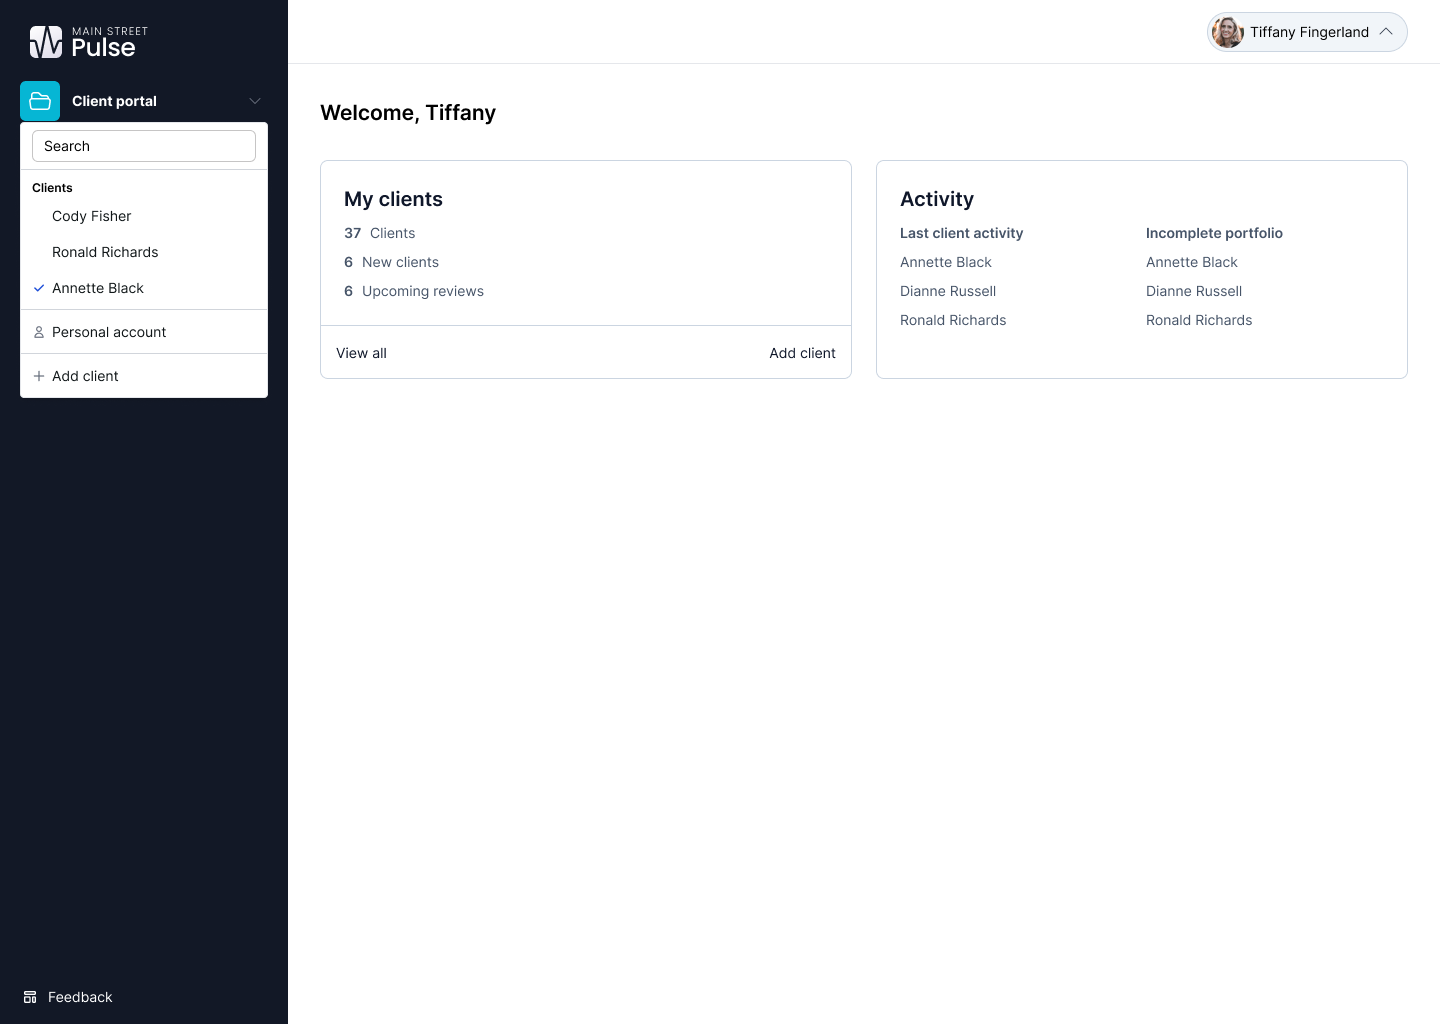 MAIN STREET
Pulse
Client portal
Search
Clients
Cody Fisher
Ronald Richards
Annette Black
Personal account
Add client
Feedback
Tiffany Fingerland
Welcome, Tiffany
My clients
37 Clients
6 New clients
6 Upcoming reviews
View all
Add client
Activity
Last client activity
Annette Black
Dianne Russell
Ronald Richards
Incomplete portfolio
Annette Black
Dianne Russell
Ronald Richards